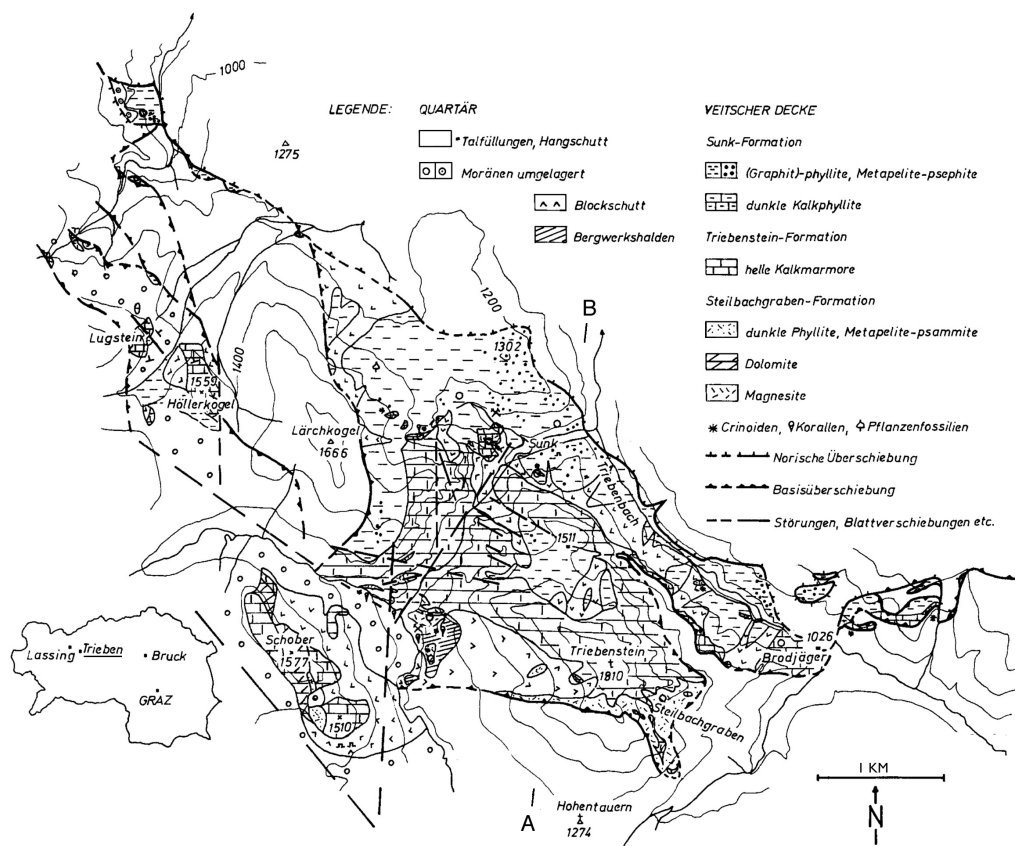 LEGENDE:
QUARTÄR
Talfüllungen, Hangschutt
Moränen umgelagert
Blockschutt
Bergwerkshalden
VEITSCHER DECKE
Sunk-Formation
(Graphit)-phyllite, Metapelite-psephite
dunkle Kalkphyllite
Triebenstein-Formation
helle Kalkmarmore
Steilbachgraben-Formation
dunkle Phyllite, Metapelite-psammite
Dolomite
Magnesite
Crinoiden, Korallen, Pflanzenfossilien
Norische Überschiebung
Basisüberschiebung
Störungen, Blattverschiebungen etc.
1000
1275
1200
B
1302
Lugstein
1400
1559
Höllerkogel
Lärchkogel
1666
Sunk
Triebenbach
1511
Schober
1577
1510
Triebenstein
1810
1026
Brodjäger
Steilbachgraben
Lassing
Trieben
Bruck
GRAZ
A
Hohentauern
1274
1 KM
N